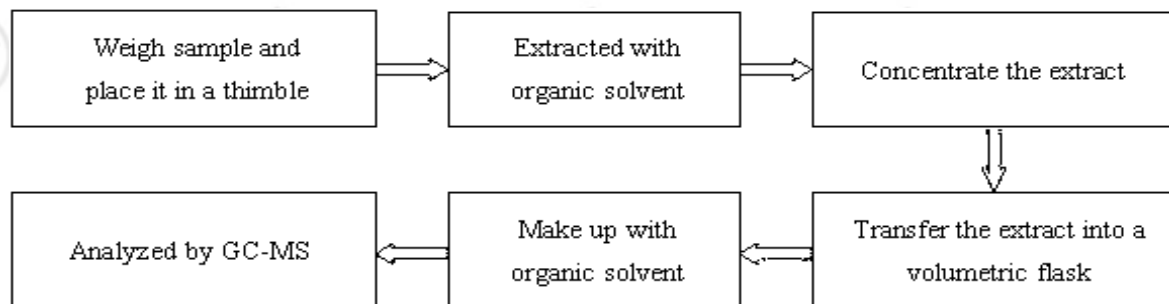 Weigh sample and
place it in a thimble
Extracted with
organic solvent
Concentrate the extract
Transfer the extract into a
volumetric flask
Make up with
organic solvent
Analyzed by GC-MS